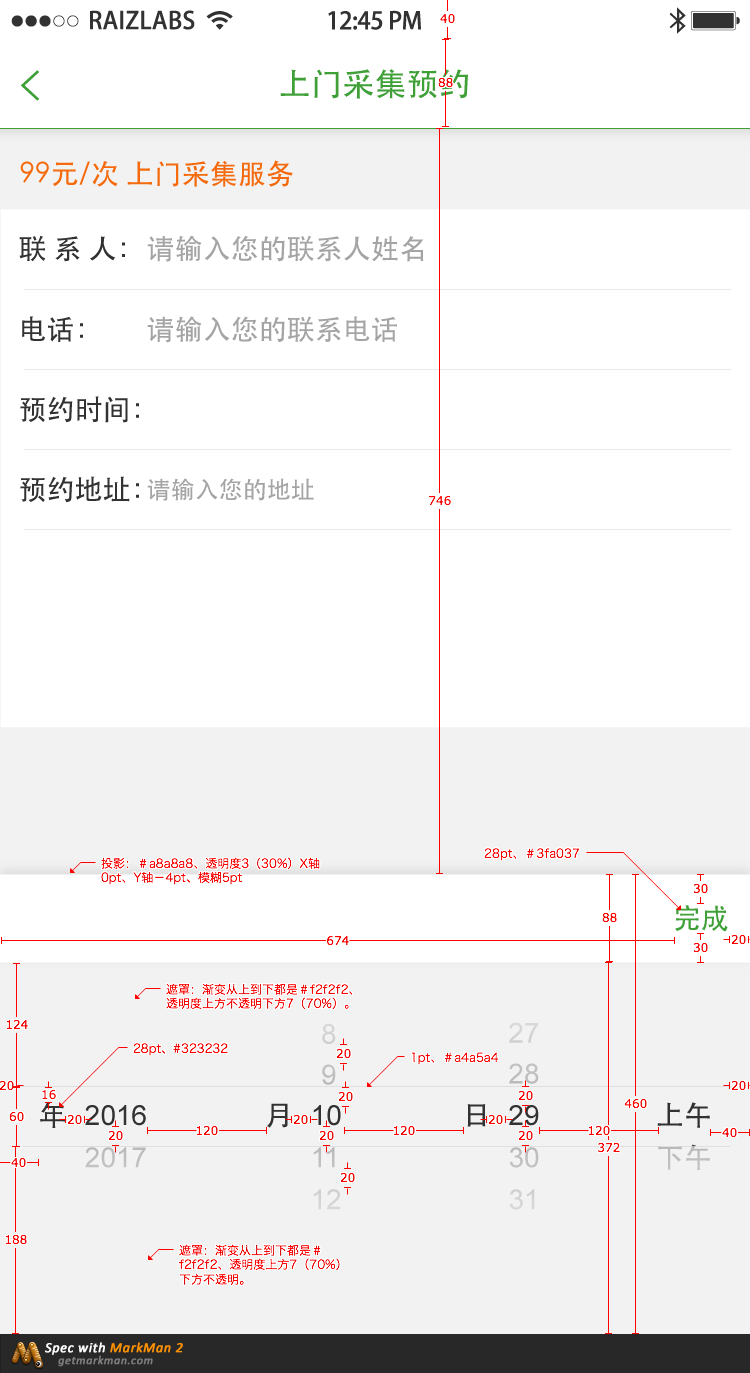 RAIZLABS 12:45 PM
40
上门采集预约
88
99元/次 上门采集服务
联 系 人： 请输入您的联系人姓名
电话： 请输入您的联系电话
预约时间：
预约地址： 请输入您的地址
746
投影：＃a8a8a8、透明度3（30%）X轴
0pt、Y轴－4pt、模糊5pt
28pt、＃3fa037
30
88
完成
674
20
30
遮罩：渐变从上到下都是＃f2f2f2、
透明度上方不透明下方7（70%）。
124
8 27
28pt、#323232
20
1pt、＃a4a5a4
9 28
20 16 20 20 20
460
60
年 20 2016 月 20 10 日 20 29 上午
20 120 20 120 20 120 40
372
40
2017 11 30 下午
20
12 31
188
遮罩：渐变从上到下都是＃
f2f2f2、透明度上方7（70%）
下方不透明。
Spec with MarkMan 2
getmarkman.com